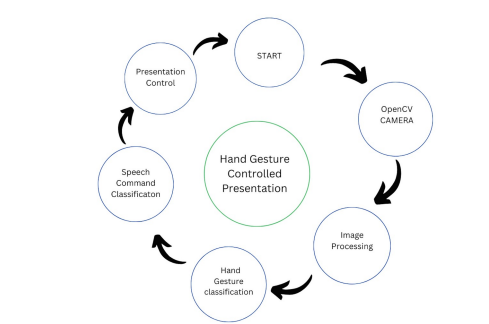 START
OpenCV
CAMERA
Image
Processing
Hand
Gesture
classification
Speech
Command
Classificaton
Presentation
Control
Hand Gesture
Controlled
Presentation